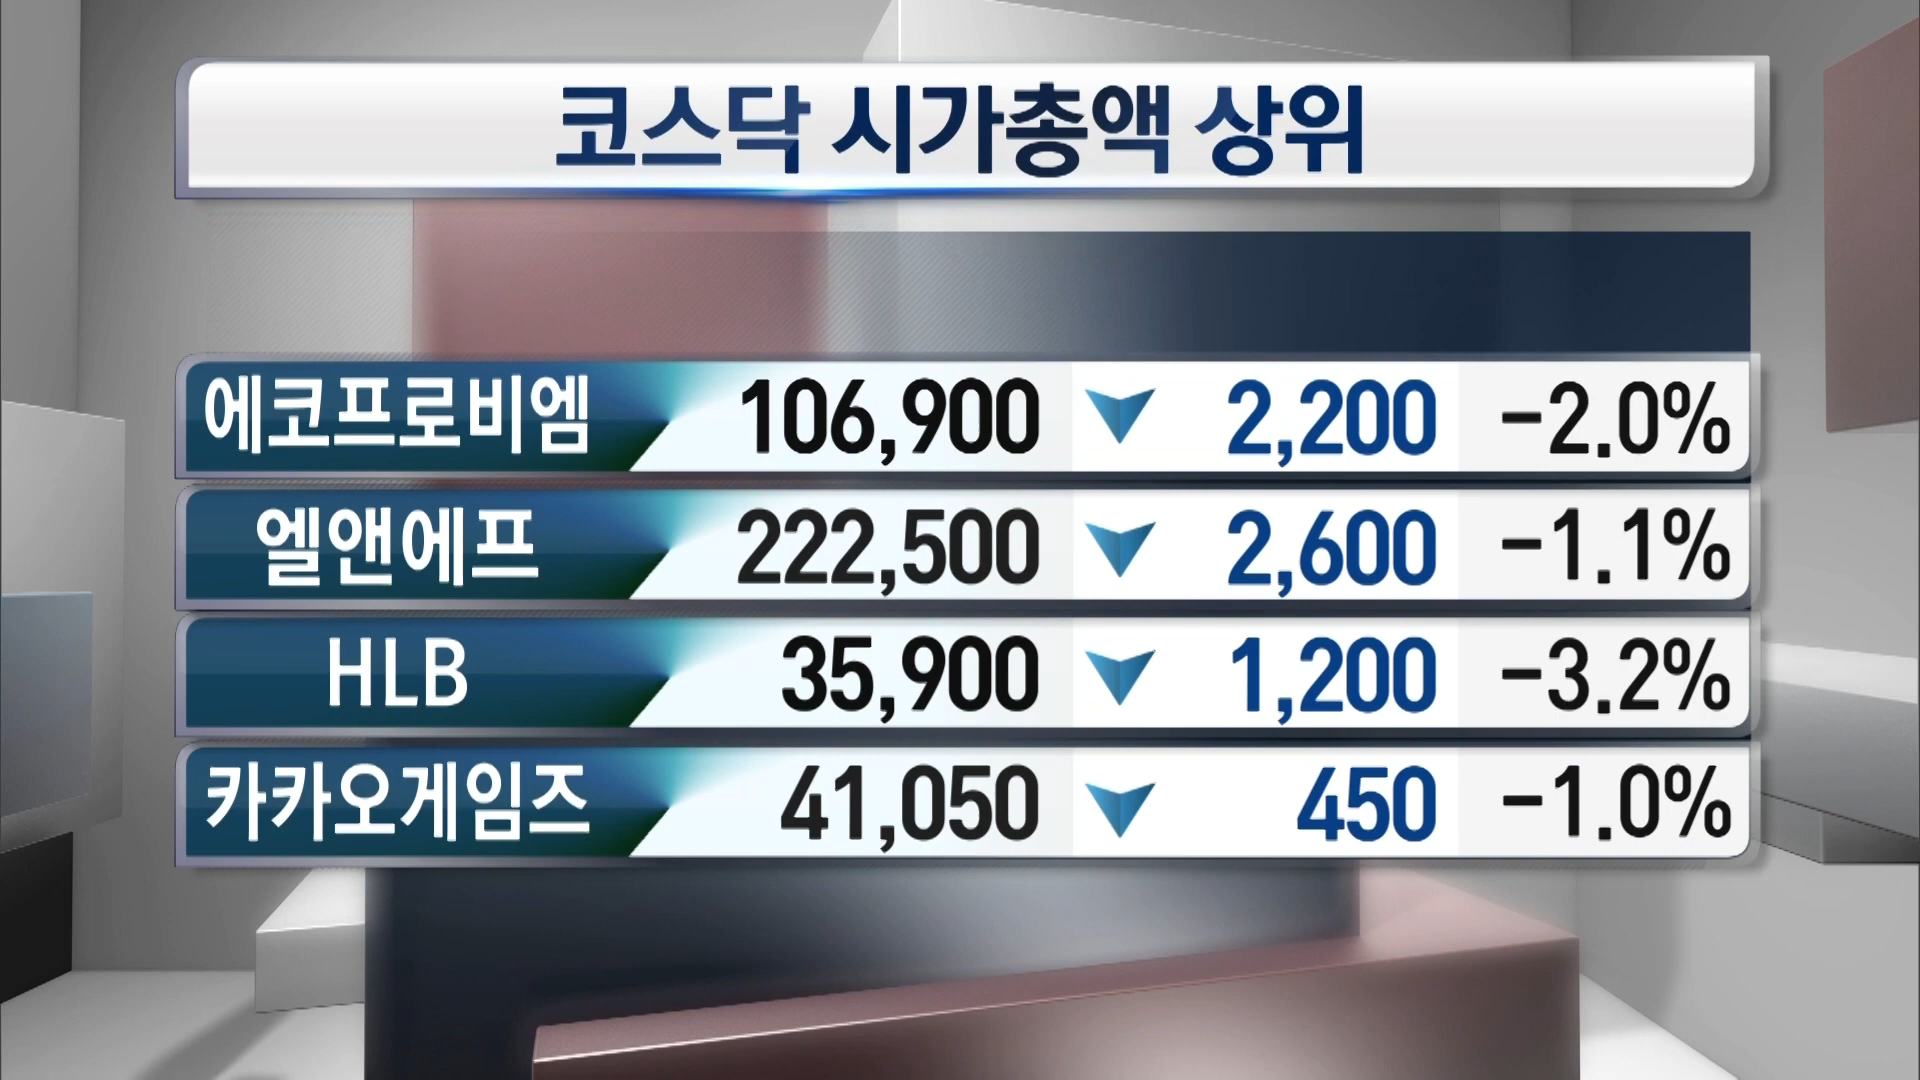 코스닥 시가총액 상위
에코프로비엠 106,900 ▼ 2,200 -2.0%
엘앤에프 222,500 ▼ 2,600 -1.1%
HLB 35,900 ▼ 1,200 -3.2%
카카오게임즈 41,050 ▼ 450 -1.0%